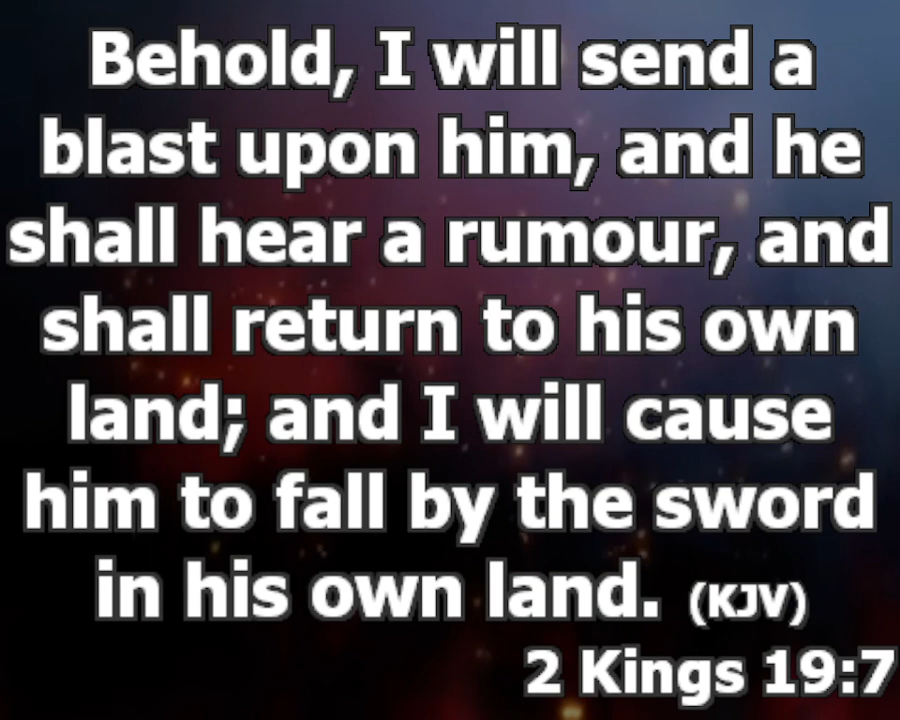 Behold, I will send a
blast upon him, and he
shall hear a rumour, and
shall return to his own
land; and I will cause
him to fall by the sword
in his own land. (KJV)
2 Kings 19:7